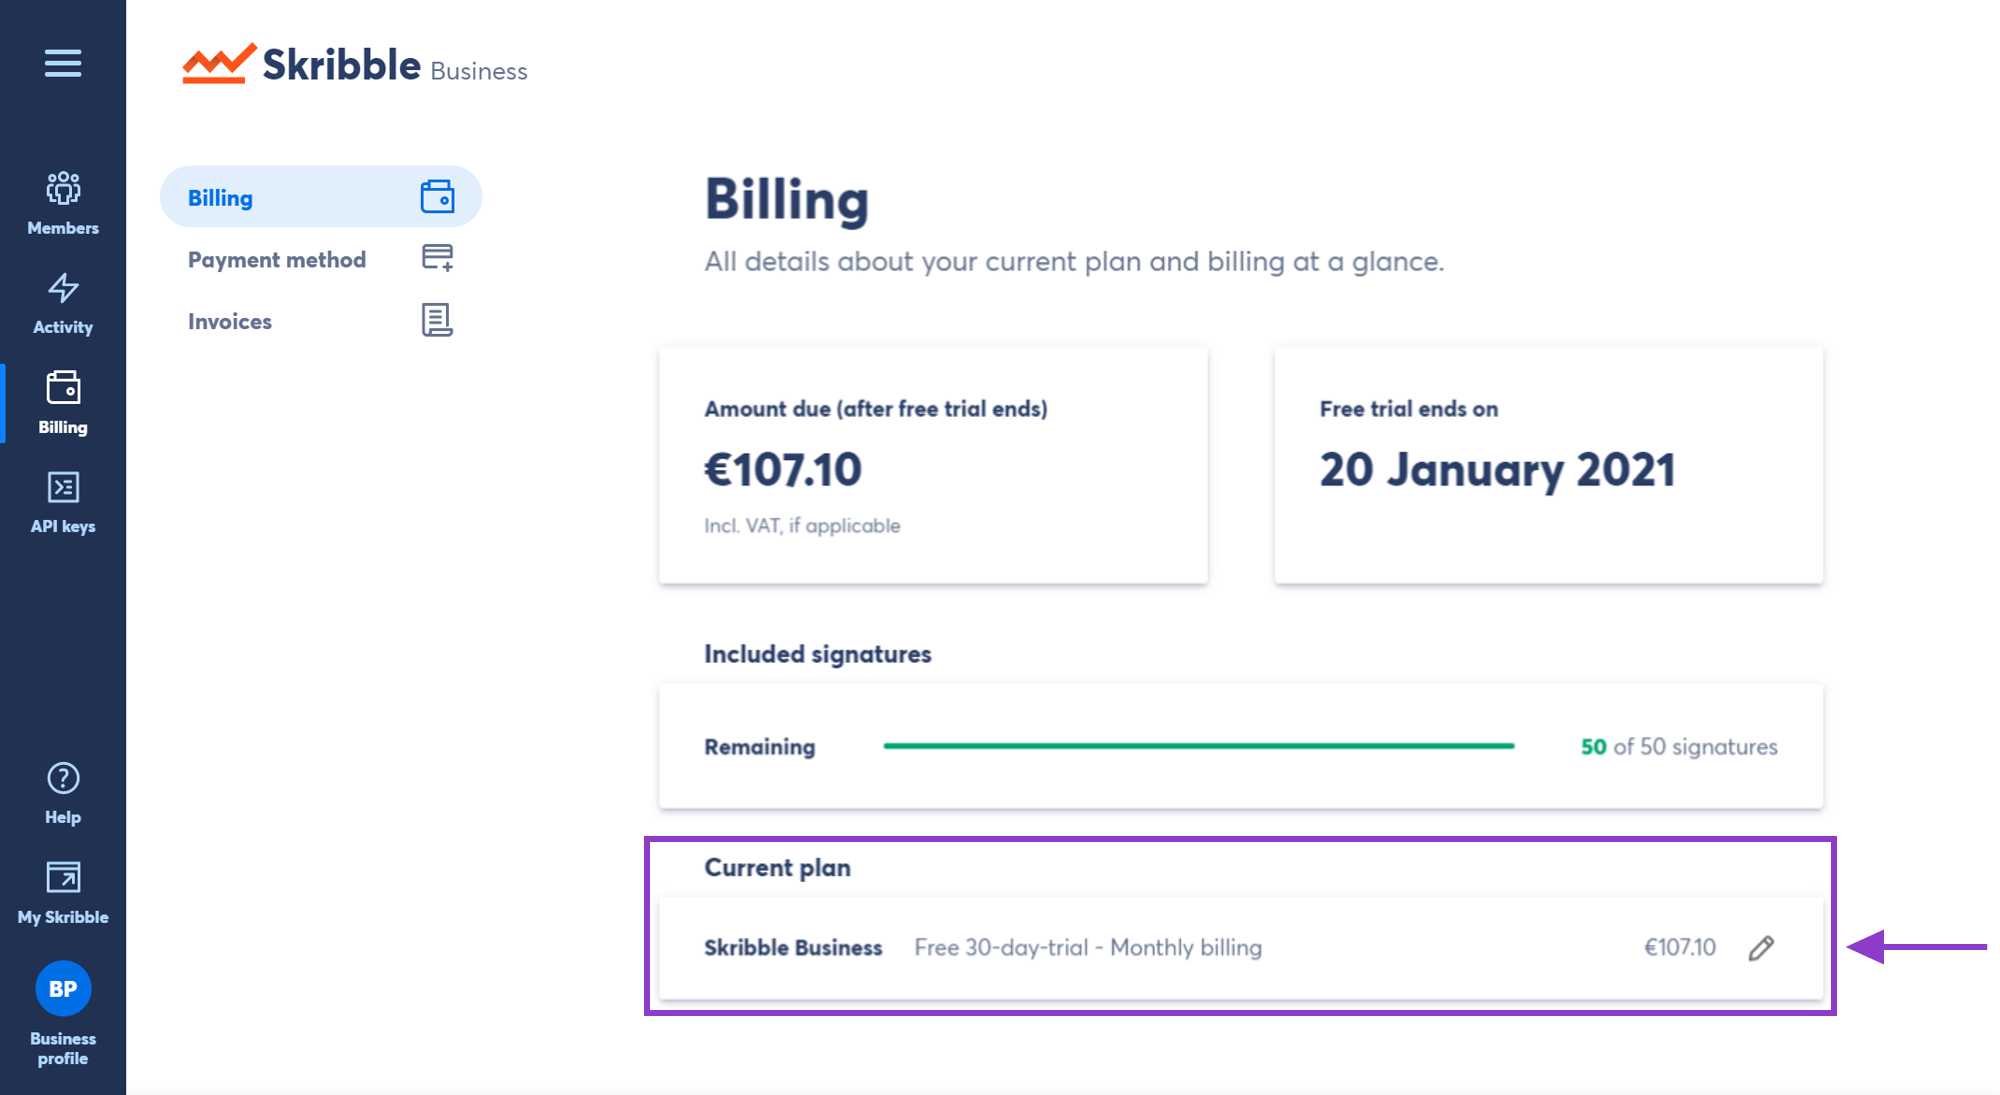 Skribble Business
Members
Activity
Billing
API keys
Help
My Skribble
BP
Business
profile
Billing
Payment method
Invoices
Billing
All details about your current plan and billing at a glance.
Amount due (after free trial ends)
€107.10
Incl. VAT, if applicable
Free trial ends on
20 January 2021
Included signatures
Remaining
50 of 50 signatures
Current plan
Skribble Business Free 30-day-trial - Monthly billing €107.10